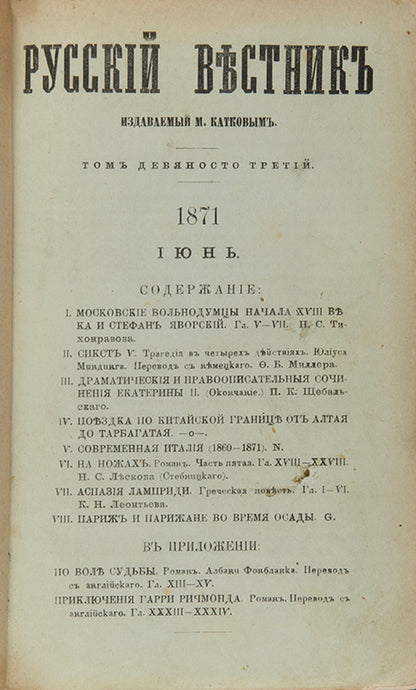 РУССКІЙ ВѢСТНИКЪ
ИЗДАВАЕМЫЙ М. КАТКОВЫМЪ.
ТОМЪ ДЕВЯНОСТО ТРЕТІЙ.
1871
ІЮНЬ.
СОДЕРЖАНІЕ:
I. МОСКОВСКІЕ ВОЛЬНОДУМЦЫ НАЧАЛА XVIII ВѢ
КА И СТЕФАНЪ ЯВОРСКІЙ. Гл. V—VII. Н. С. Ти-
хонравова.
II. СИКСТЪ V. Трагедія въ четырехъ дѣйствіяхъ. Юліуса
Миндинга. Переводъ съ нѣмецкаго. Ѳ. Б. Миллера.
III. ДРАМАТИЧЕСКІЯ И НРАВООПИСАТЕЛЬНЫЯ СОЧИ-
НЕНІЯ ЕКАТЕРИНЫ II. (Окончаніе.) П. К. Щебаль-
скаго.
IV. ПОѢЗДКА ПО КИТАЙСКОЙ ГРАНИЦѢ ОТЪ АЛТАЯ
ДО ТАРБАГАТАЯ. —о—.
V. СОВРЕМЕННАЯ ИТАЛІЯ (1860—1871). N.
VI. НА НОЖАХЪ. Романъ. Часть пятая. Гл. XVIII—XXVIII.
Н. С. Лѣскова (Стебницкаго).
VII. АСПАЗІЯ ЛАМПРИДИ. Греческая повѣсть. Гл. I—VI.
К. Н. Леонтьева.
VIII. ПАРИЖЪ И ПАРИЖАНЕ ВО ВРЕМЯ ОСАДЫ. G.
ВЪ ПРИЛОЖЕНІИ:
ПО ВОЛѢ СУДЬБЫ. Романъ. Албани Фонбланка. Переводъ
съ англійскаго. Гл. XIII—XV.
ПРИКЛЮЧЕНІЯ ГАРРИ РИЧМОНДА. Романъ. Переводъ съ
англійскаго. Гл. XXXIII—XXXIV.